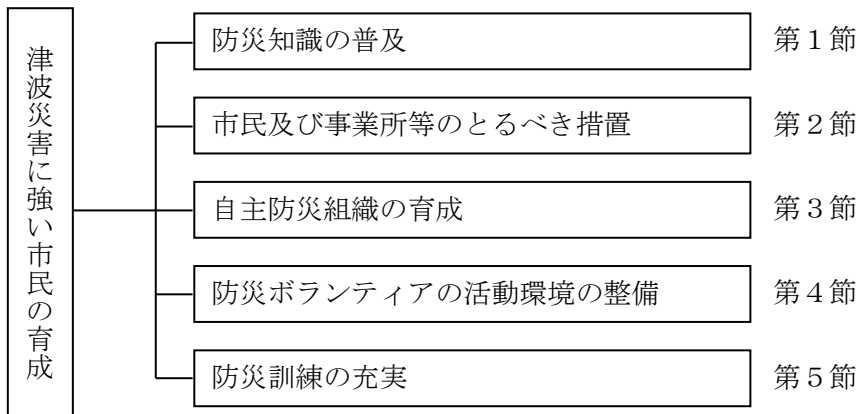 津波災害に強い市民の育成
防災知識の普及 第１節
市民及び事業所等のとるべき措置 第２節
自主防災組織の育成 第３節
防災ボランティアの活動環境の整備 第４節
防災訓練の充実 第５節